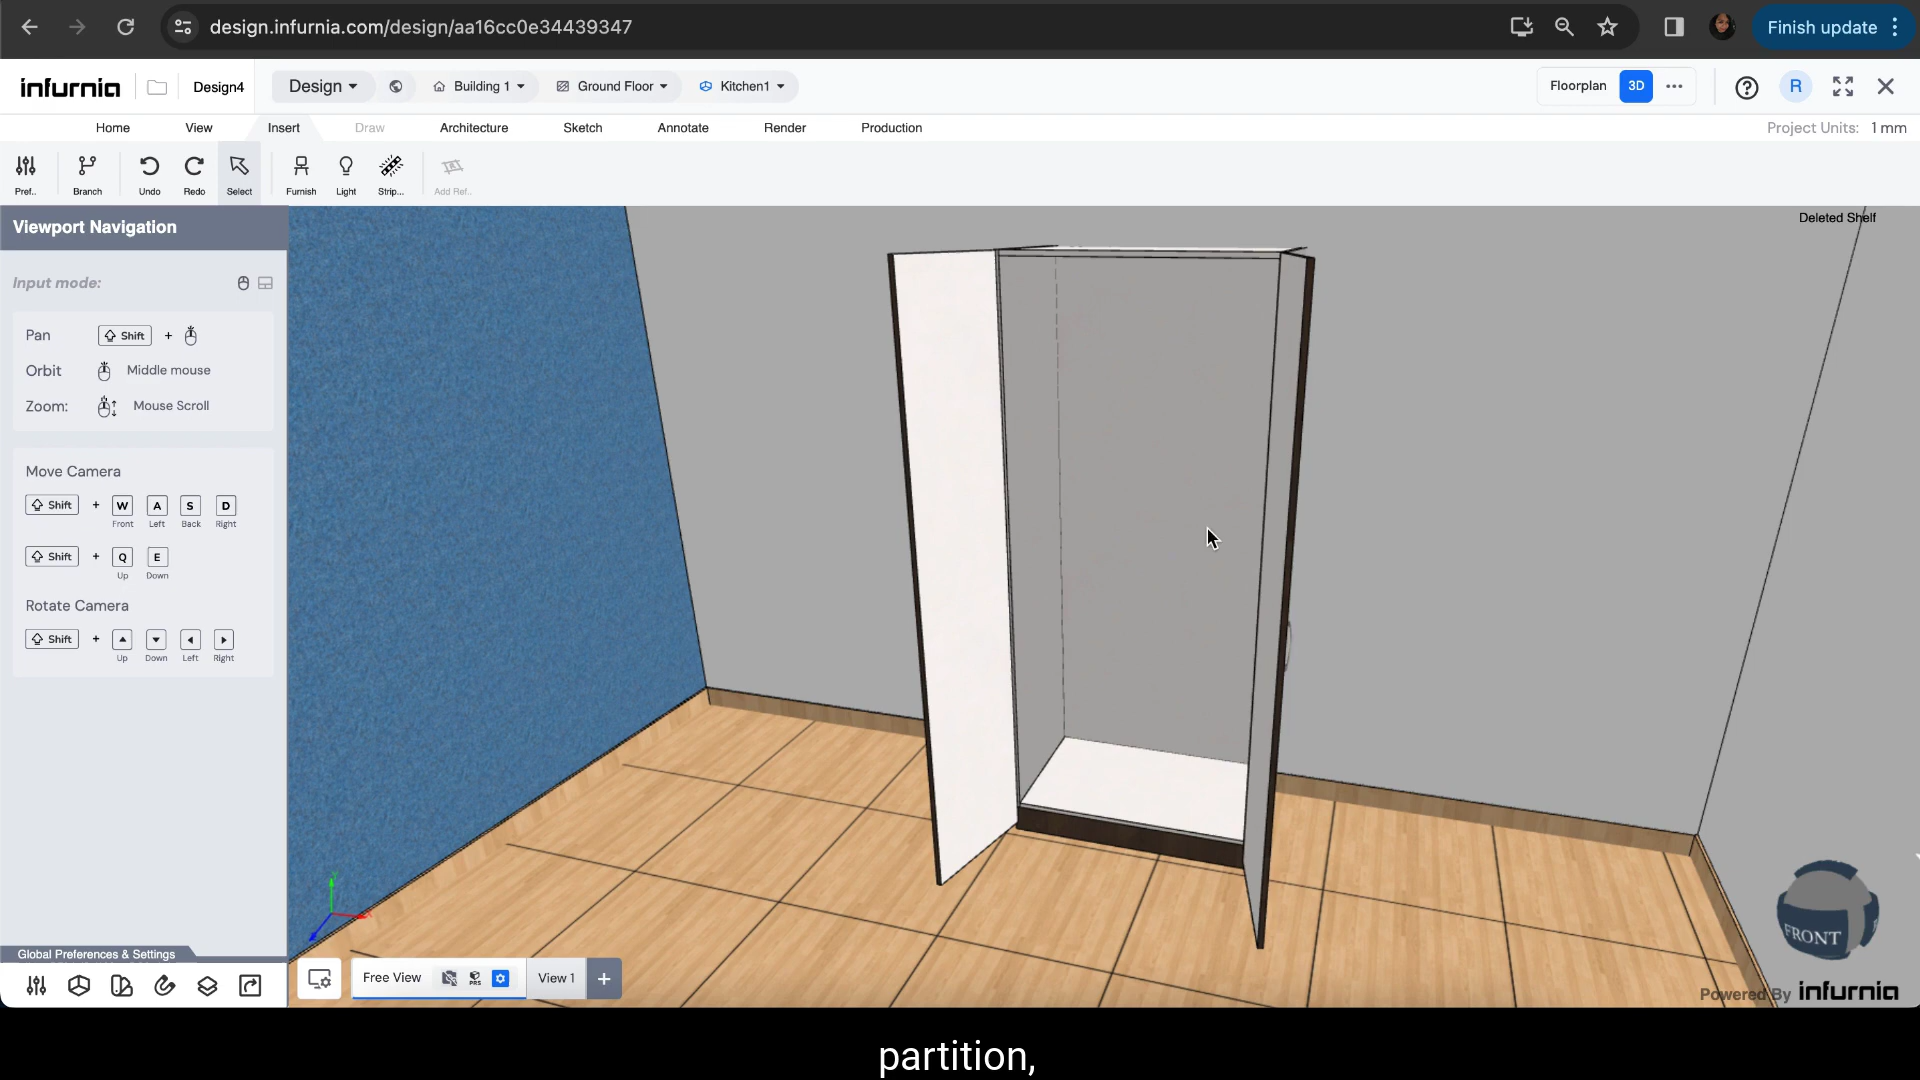 design.infurnia.com/design/aa16cc0e34439347
Finish update
infurnia
Design4
Design
Building 1
Ground Floor
Kitchen1
Floorplan
3D
R
Home
View
Insert
Draw
Architecture
Sketch
Annotate
Render
Production
Project Units: 1 mm
Pref..
Branch
Undo
Redo
Select
Furnish
Light
Strip...
Add Ref..
Viewport Navigation
Deleted Shelf
Input mode:
Pan Shift +
Orbit Middle mouse
Zoom: Mouse Scroll
Move Camera
Shift + W A S D
Front Left Back Right
Shift + Q E
Up Down
Rotate Camera
Shift +
Up Down Left Right
FRONT
Global Preferences & Settings
Free View
PRS
View 1
+
Powered By infurnia
partition,